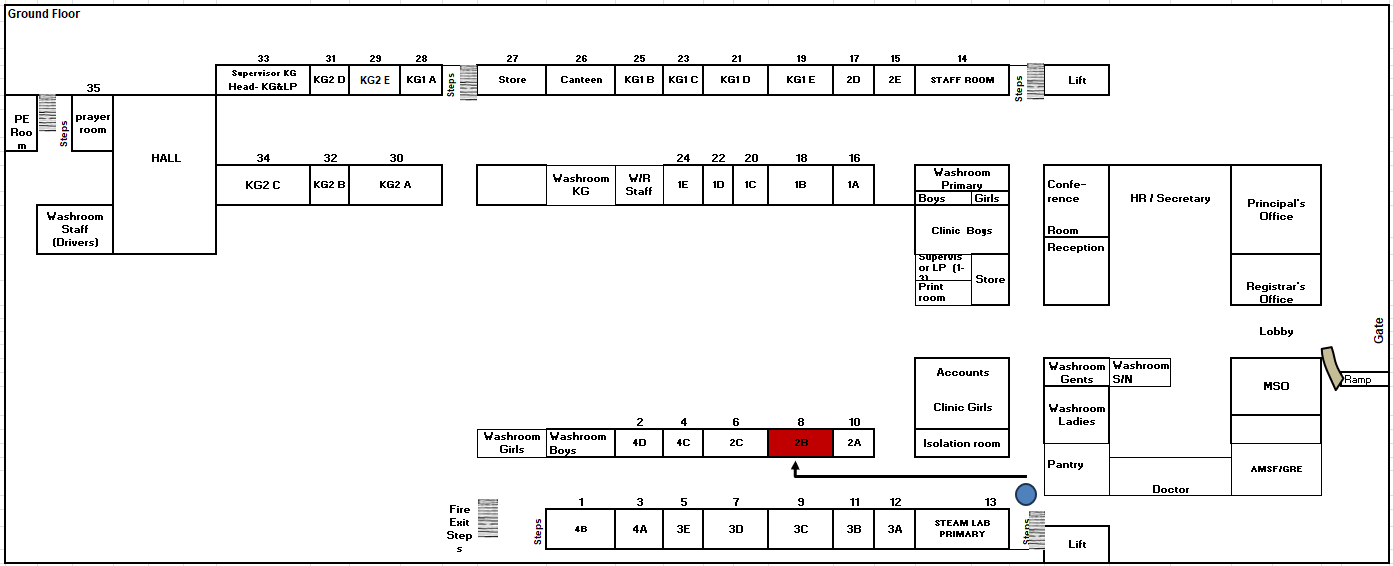 Ground Floor
33 31 29 28 27 26 25 23 21 19 17 15 14
Supervisor KG
Head- KG&LP
KG2 D
KG2 E
KG1 A
Steps
Store
Canteen
KG1 B
KG1 C
KG1 D
KG1 E
2D
2E
STAFF ROOM
Steps
Lift
35
PE
Roo
m
Steps
prayer
room
HALL
34 32 30 24 22 20 18 16
KG2 C
KG2 B
KG2 A
Washroom
KG
W/R
Staff
1E
1D
1C
1B
1A
Washroom
Primary
Boys
Girls
Confe-
rence
Room
HR / Secretary
Principal's
Office
Washroom
Staff
(Drivers)
Clinic Boys
Reception
Supervis
or LP (1-
3)
Print
room
Store
Registrar's
Office
Lobby
Gate
Ramp
Accounts
Clinic Girls
Isolation room
Washroom
Gents
Washroom
S/N
MSO
Washroom
Ladies
Pantry
Doctor
AMSF/GRE
2 4 6 8 10
Washroom
Girls
Washroom
Boys
4D
4C
2C
2B
2A
1 3 5 7 9 11 12 13
Fire
Exit
Step
s
Steps
4B
4A
3E
3D
3C
3B
3A
STEAM LAB
PRIMARY
Steps
Lift